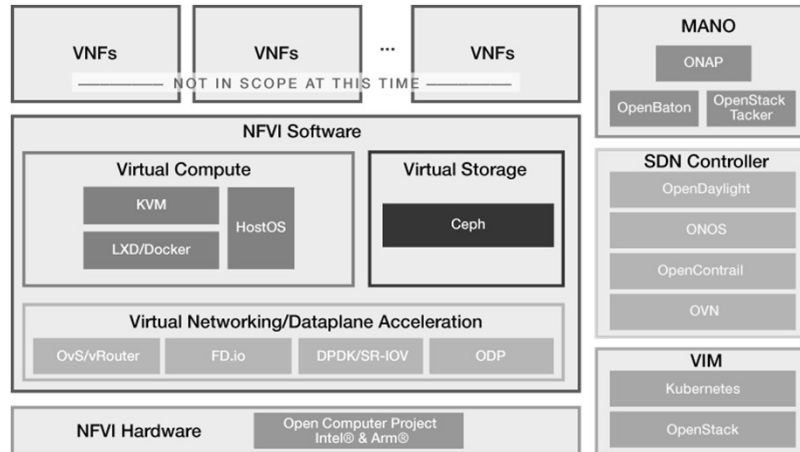 VNFs
VNFs
...
VNFs
NOT IN SCOPE AT THIS TIME
NFVI Software
Virtual Compute
KVM
LXD/Docker
HostOS
Virtual Storage
Ceph
Virtual Networking/Dataplane Acceleration
OvS/vRouter
FD.io
DPDK/SR-IOV
ODP
NFVI Hardware
Open Computer Project
Intel® & Arm®
MANO
ONAP
OpenBaton
OpenStack
Tacker
SDN Controller
OpenDaylight
ONOS
OpenContrail
OVN
VIM
Kubernetes
OpenStack